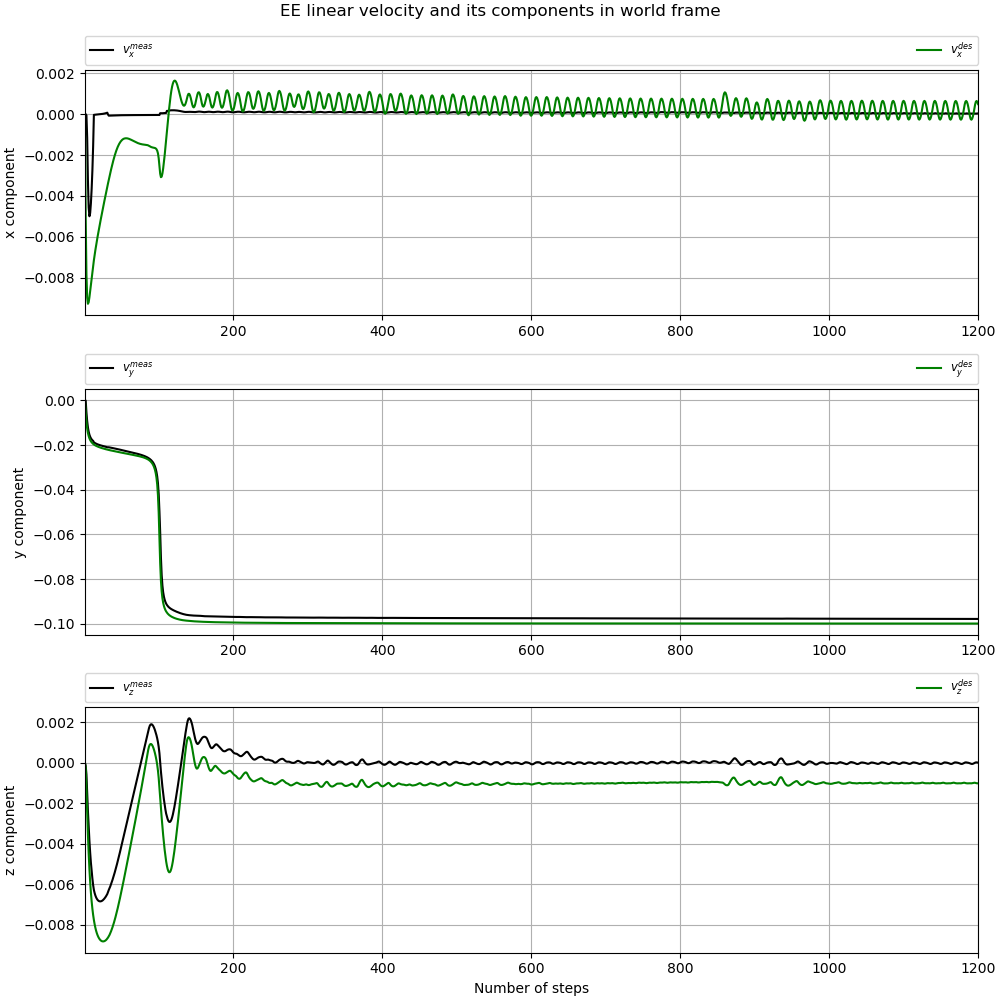 EE linear velocity and its components in world frame
v_x^meas v_x^des
x component
0.002
0.000
−0.002
−0.004
−0.006
−0.008
200 400 600 800 1000 1200
v_y^meas v_y^des
y component
0.00
−0.02
−0.04
−0.06
−0.08
−0.10
200 400 600 800 1000 1200
v_z^meas v_z^des
z component
0.002
0.000
−0.002
−0.004
−0.006
−0.008
200 400 600 800 1000 1200
Number of steps